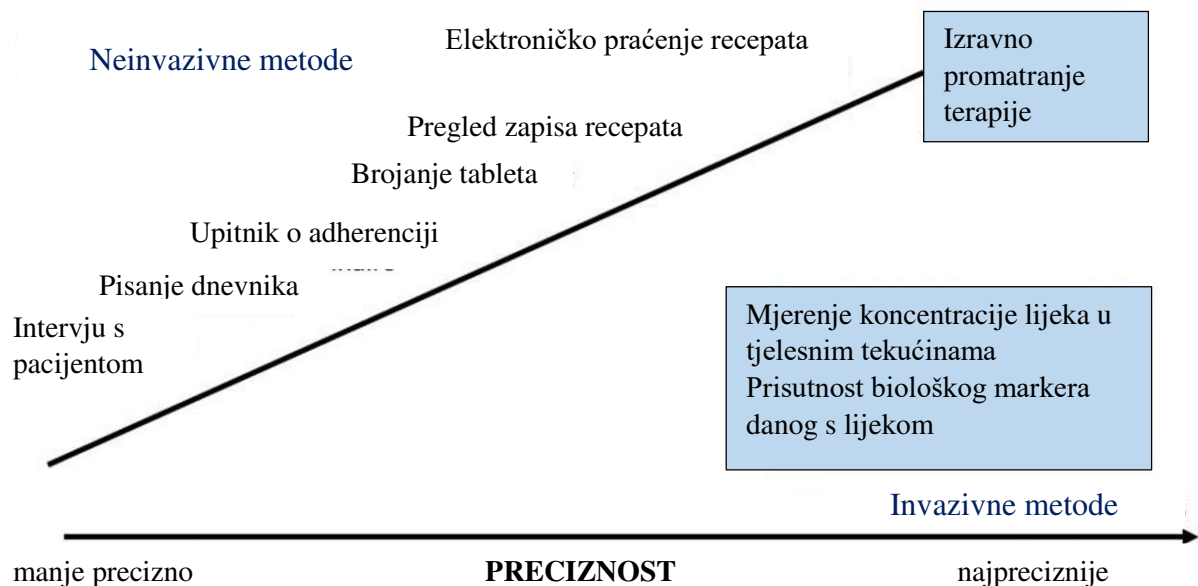 Elektroničko praćenje recepata
Neinvazivne metode
Izravno
promatranje
terapije
Pregled zapisa recepata
Brojanje tableta
Upitnik o adherenciji
Pisanje dnevnika
Intervju s
pacijentom
Mjerenje koncentracije lijeka u
tjelesnim tekućinama
Prisutnost biološkog markera
danog s lijekom
Invazivne metode
manje precizno
PRECIZNOST
najpreciznije